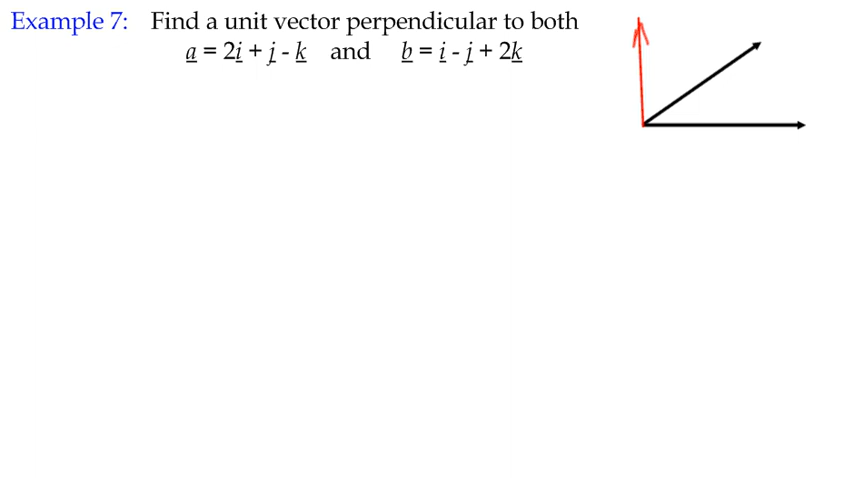 Example 7: Find a unit vector perpendicular to both
a = 2i + j - k and b = i - j + 2k